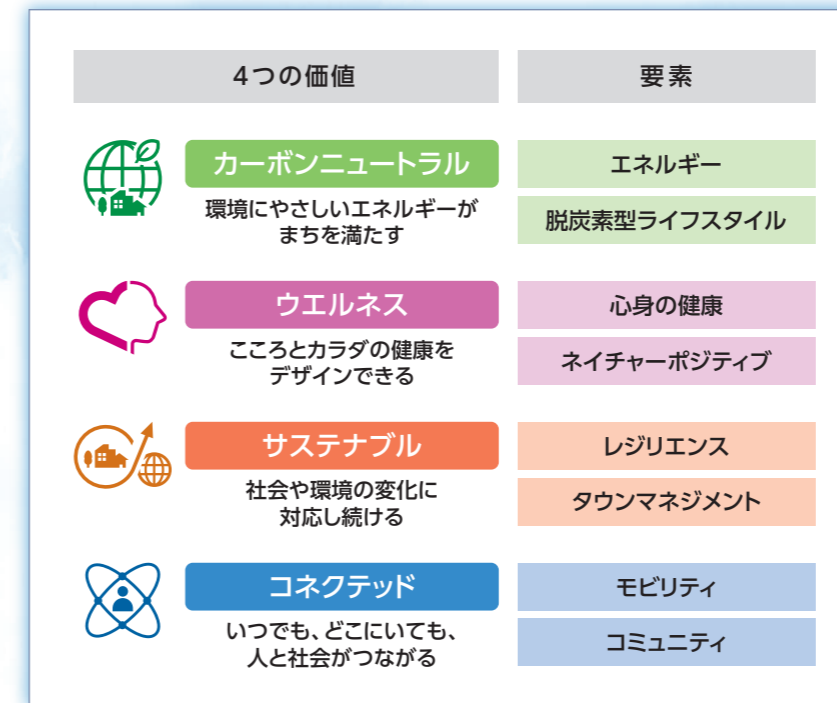 4つの価値
要素
カーボンニュートラル
環境にやさしいエネルギーが
まちを満たす
エネルギー
脱炭素型ライフスタイル
ウエルネス
こころとカラダの健康を
デザインできる
心身の健康
ネイチャーポジティブ
サステナブル
社会や環境の変化に
対応し続ける
レジリエンス
タウンマネジメント
コネクテッド
いつでも、どこにいても、
人と社会がつながる
モビリティ
コミュニティ